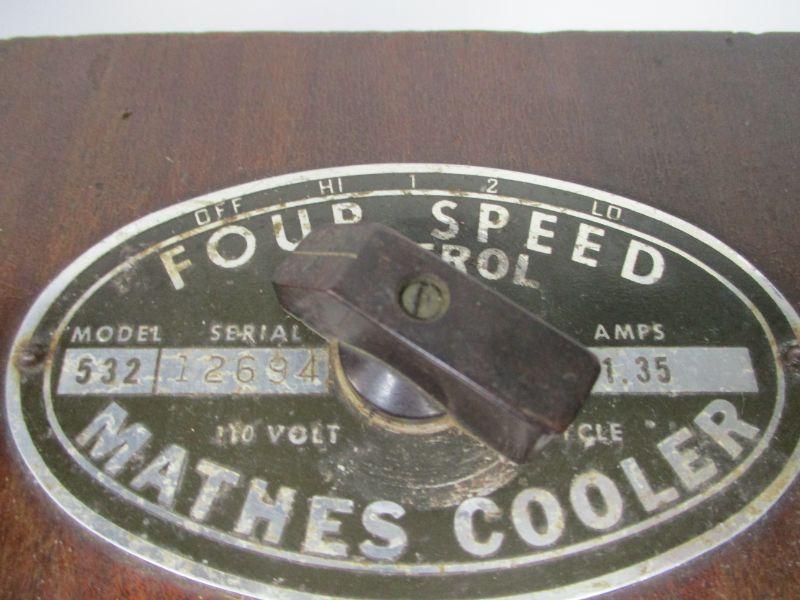 OFF HI 1 2 LO
FOUR SPEED
MODEL SERIAL AMPS
532 12694 1.35
110 VOLT
MATHES COOLER